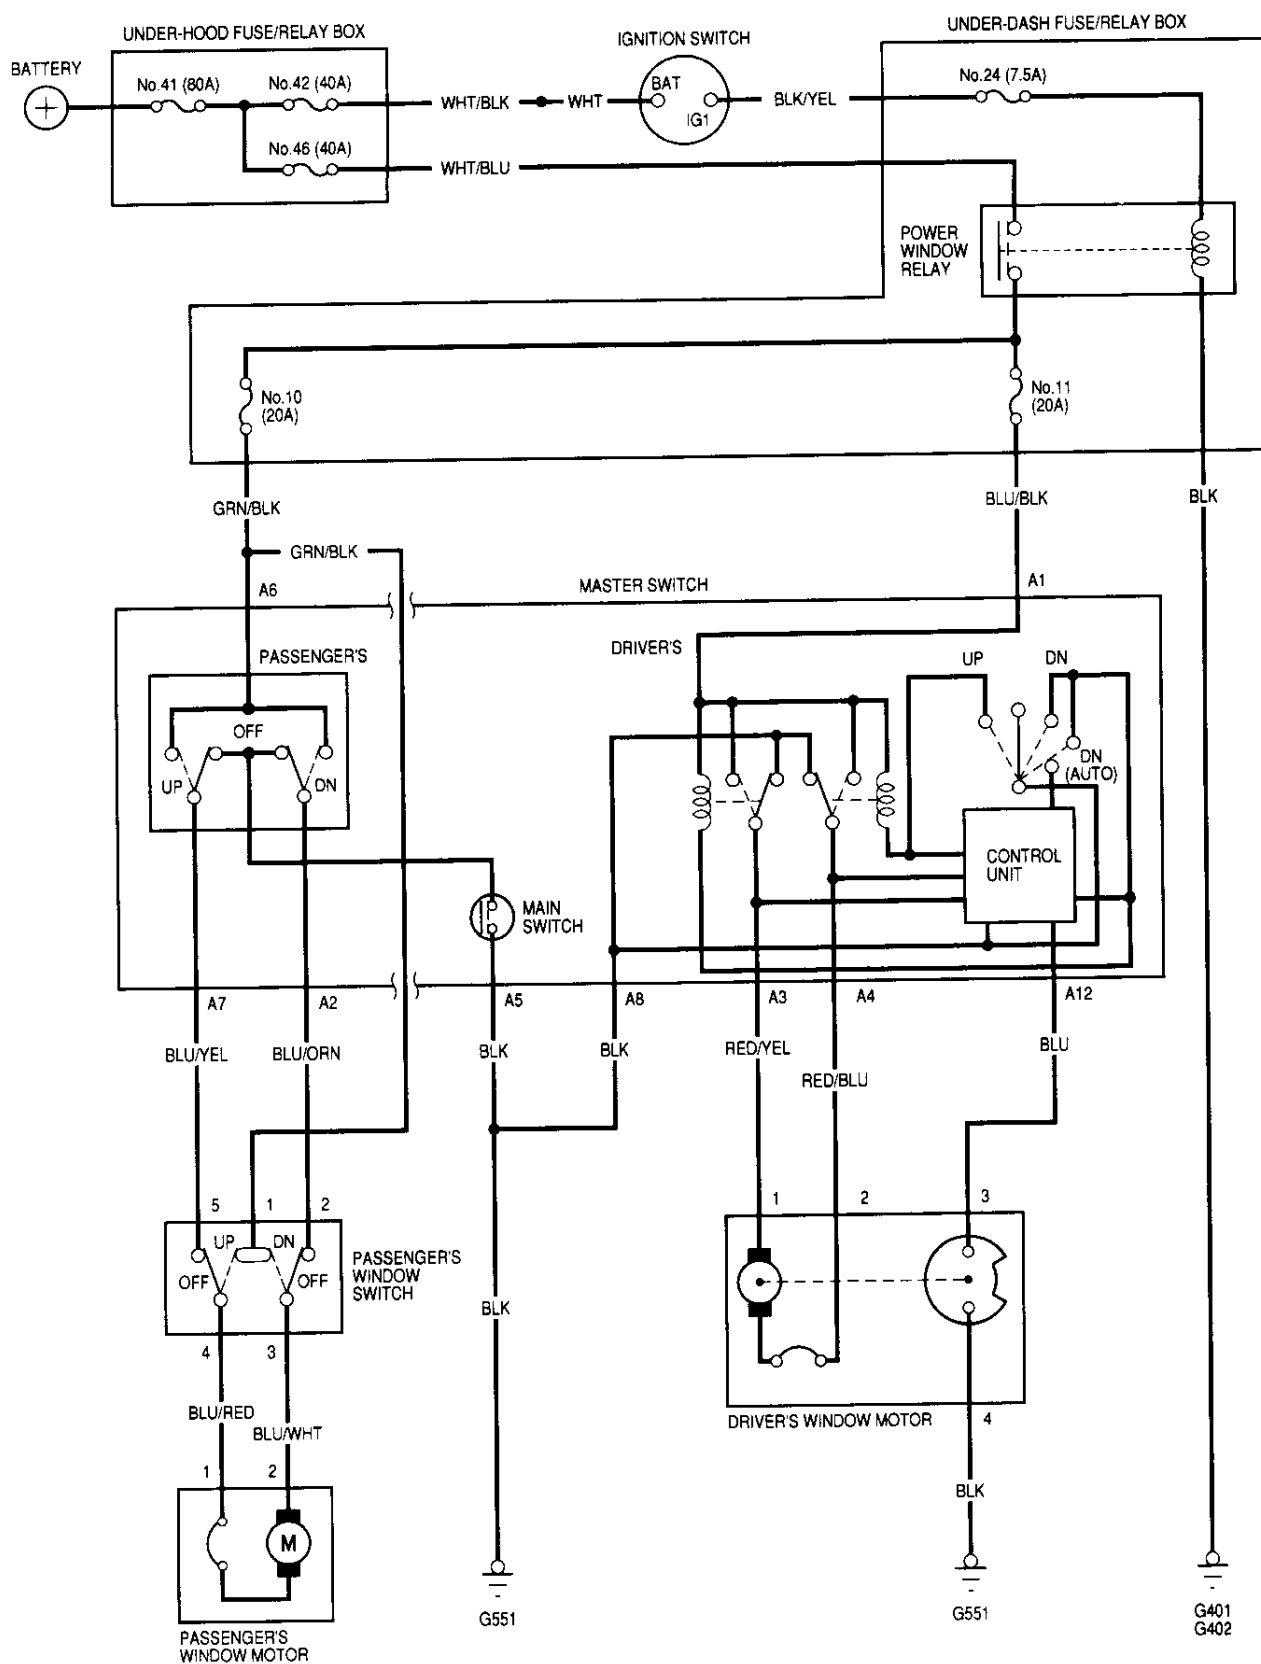 UNDER-HOOD FUSE/RELAY BOX
IGNITION SWITCH
UNDER-DASH FUSE/RELAY BOX
BATTERY
No.41 (80A)
No.42 (40A)
BAT
No.24 (7.5A)
WHT/BLK
WHT
BLK/YEL
IG1
No.46 (40A)
WHT/BLU
POWER
WINDOW
RELAY
No.10
(20A)
No.11
(20A)
GRN/BLK
BLU/BLK
BLK
GRN/BLK
A6
MASTER SWITCH
A1
PASSENGER'S
DRIVER'S
UP
DN
OFF
UP
DN
DN
(AUTO)
CONTROL
UNIT
MAIN
SWITCH
A7
A2
A5
A8
A3
A4
A12
BLU/YEL
BLU/ORN
BLK
BLK
RED/YEL
BLU
RED/BLU
5
1
2
1
2
3
UP
DN
OFF
OFF
PASSENGER'S
WINDOW
SWITCH
BLK
4
3
BLU/RED
BLU/WHT
DRIVER'S WINDOW MOTOR
4
1
2
BLK
M
G551
G551
G401
G402
PASSENGER'S
WINDOW MOTOR